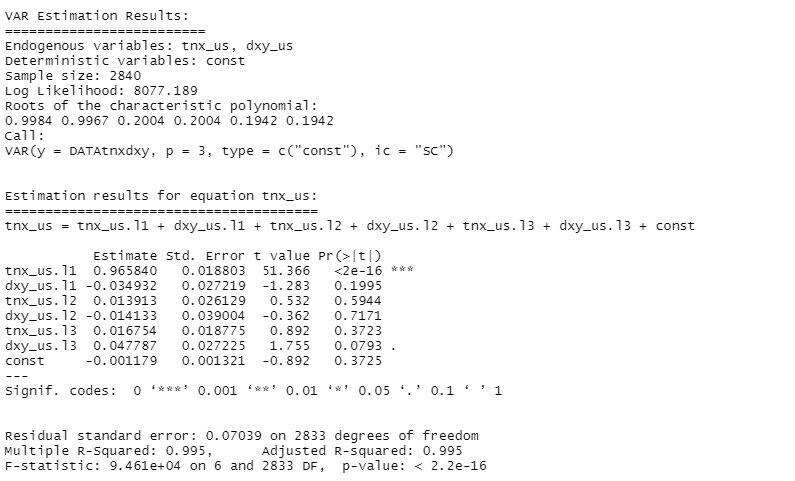 VAR Estimation Results:
=========================
Endogenous variables: tnx_us, dxy_us
Deterministic variables: const
Sample size: 2840
Log Likelihood: 8077.189
Roots of the characteristic polynomial:
0.9984 0.9967 0.2004 0.2004 0.1942 0.1942
Call:
VAR(y = DATAtnxdxy, p = 3, type = c("const"), ic = "SC")
Estimation results for equation tnx_us:
=======================================
tnx_us = tnx_us.l1 + dxy_us.l1 + tnx_us.l2 + dxy_us.l2 + tnx_us.l3 + dxy_us.l3 + const
Estimate Std. Error t value Pr(>|t|)
tnx_us.l1 0.965840 0.018803 51.366 <2e-16 ***
dxy_us.l1 -0.034932 0.027219 -1.283 0.1995
tnx_us.l2 0.013913 0.026129 0.532 0.5944
dxy_us.l2 -0.014133 0.039004 -0.362 0.7171
tnx_us.l3 0.016754 0.018775 0.892 0.3723
dxy_us.l3 0.047787 0.027225 1.755 0.0793 .
const -0.001179 0.001321 -0.892 0.3725
---
Signif. codes: 0 ‘***’ 0.001 ‘**’ 0.01 ‘*’ 0.05 ‘.’ 0.1 ‘ ’ 1
Residual standard error: 0.07039 on 2833 degrees of freedom
Multiple R-Squared: 0.995, Adjusted R-squared: 0.995
F-statistic: 9.461e+04 on 6 and 2833 DF, p-value: < 2.2e-16